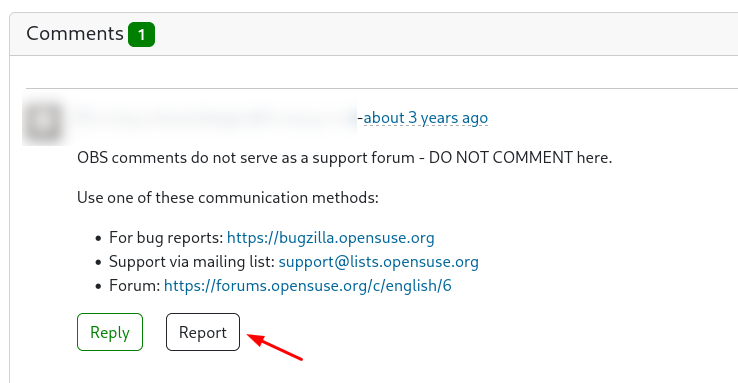 Comments 1
-about 3 years ago
OBS comments do not serve as a support forum - DO NOT COMMENT here.
Use one of these communication methods:
• For bug reports: https://bugzilla.opensuse.org
• Support via mailing list: support@lists.opensuse.org
• Forum: https://forums.opensuse.org/c/english/6
Reply Report